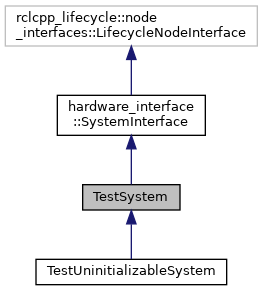 rclcpp_lifecycle::node
_interfaces::LifecycleNodeInterface
hardware_interface
::SystemInterface
TestSystem
TestUninitializableSystem